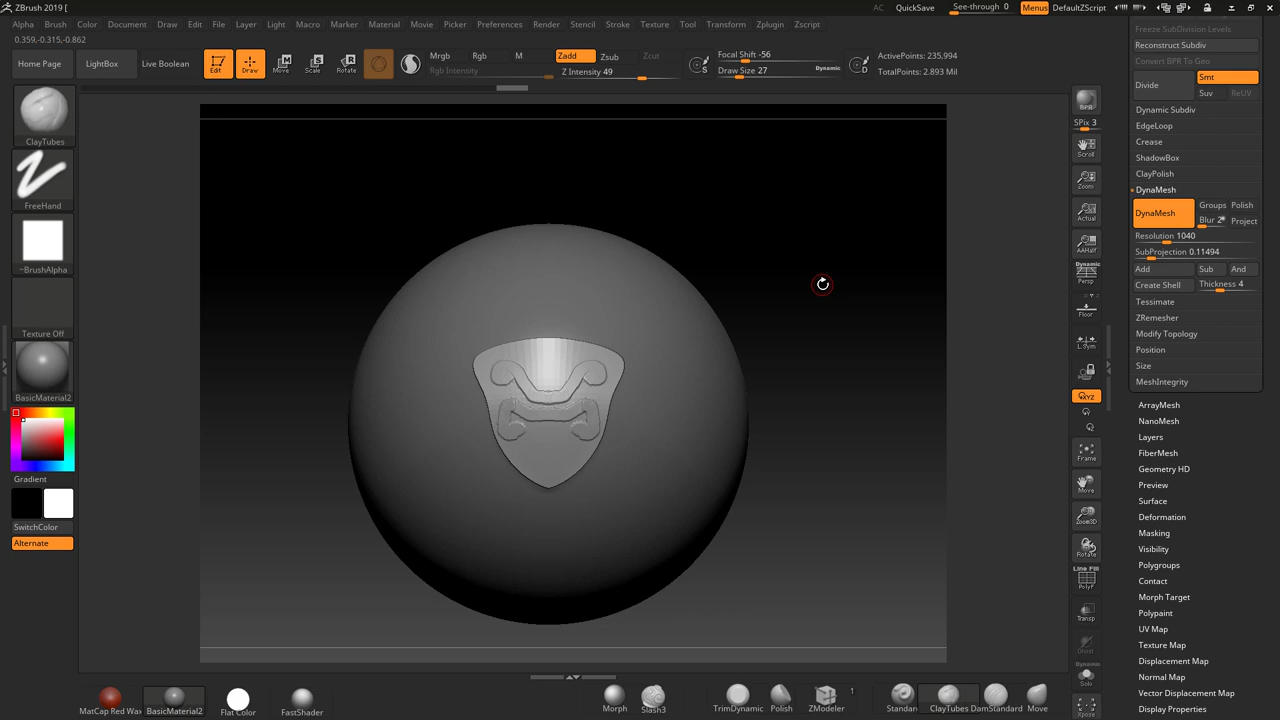 ZBrush 2019 [
AC QuickSave See-through 0 Menus DefaultZScript
Alpha Brush Color Document Draw Edit File Layer Light Macro Marker Material Movie Picker Preferences Render Stencil Stroke Texture Tool Transform Zplugin Zscript
0.359,-0.315,-0.862
Home Page LightBox Live Boolean Edit Draw Move Scale Rotate
Mrgb Rgb M Zadd Zsub Zcut
Rgb Intensity Z Intensity 49
Focal Shift -56
Draw Size 27 Dynamic
ActivePoints: 235,994
TotalPoints: 2.893 Mil
ClayTubes
FreeHand
~BrushAlpha
Texture Off
BasicMaterial2
Gradient
SwitchColor
Alternate
BPR
SPix 3
Scroll
Zoom
Actual
AAHalf
Dynamic
Persp
Floor
L.Sym
XYZ
Frame
Move
Zoom3D
Rotate
Line Fill
PolyF
Transp
Ghost
Dynamic
Solo
Xpose
Freeze SubDivision Levels
Reconstruct Subdiv
Convert BPR To Geo
Divide Smt
Suv ReUV
Dynamic Subdiv
EdgeLoop
Crease
ShadowBox
ClayPolish
DynaMesh
DynaMesh Groups Polish
Blur 2 Project
Resolution 1040
SubProjection 0.11494
Add Sub And
Create Shell Thickness 4
Tessimate
ZRemesher
Modify Topology
Position
Size
MeshIntegrity
ArrayMesh
NanoMesh
Layers
FiberMesh
Geometry HD
Preview
Surface
Deformation
Masking
Visibility
Polygroups
Contact
Morph Target
Polypaint
UV Map
Texture Map
Displacement Map
Normal Map
Vector Displacement Map
Display Properties
MatCap Red Wax BasicMaterial2 Flat Color FastShader Morph Slash3 TrimDynamic Polish ZModeler 1 Standar ClayTubes DamStandard Move